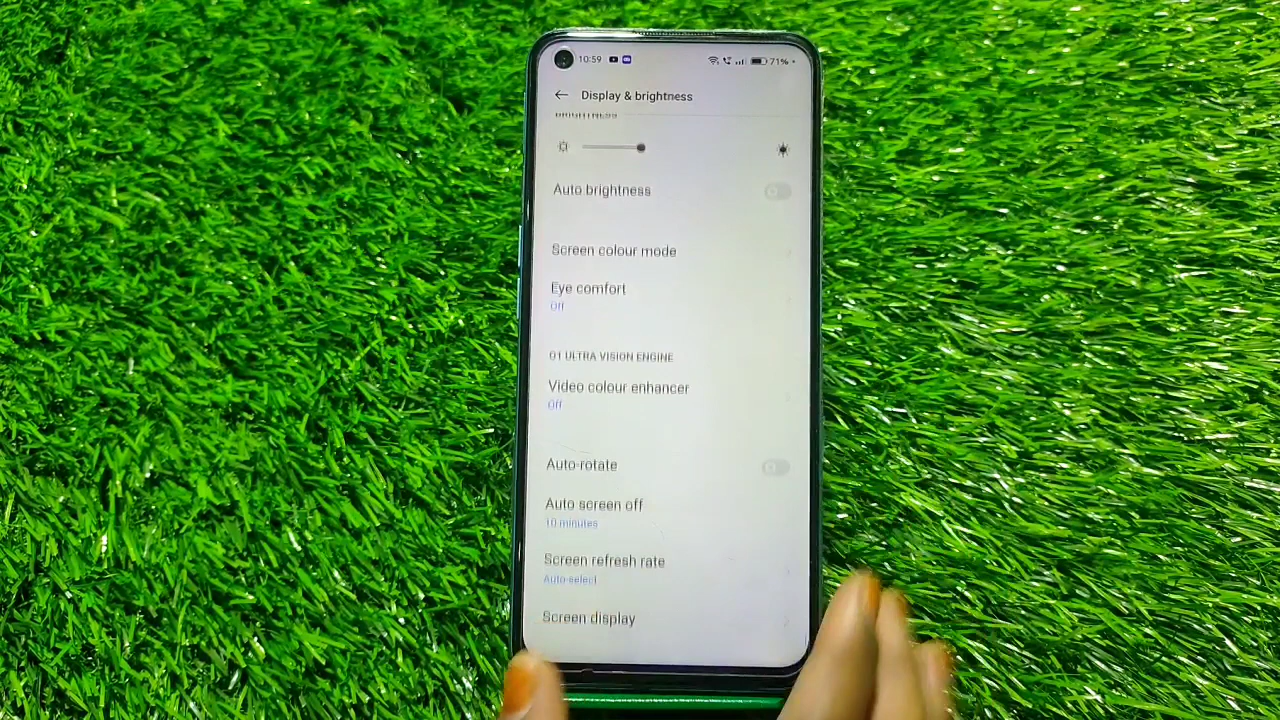 10:59
71%
Display & brightness
BRIGHTNESS
Auto brightness
Screen colour mode
Eye comfort
Off
O1 ULTRA VISION ENGINE
Video colour enhancer
Off
Auto-rotate
Auto screen off
10 minutes
Screen refresh rate
Auto select
Screen display